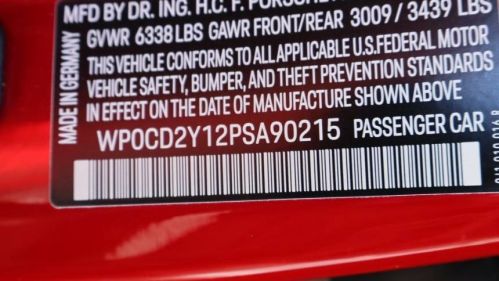 MFD BY DR. ING. H.C. F. PORSCHE
GVWR 6338 LBS GAWR FRONT/REAR 3009 / 3439 LBS
THIS VEHICLE CONFORMS TO ALL APPLICABLE U.S.FEDERAL MOTOR
VEHICLE SAFETY, BUMPER, AND THEFT PREVENTION STANDARDS
IN EFFECT ON THE DATE OF MANUFACTURE SHOWN ABOVE
WP0CD2Y12PSA90215 PASSENGER CAR
MADE IN GERMANY